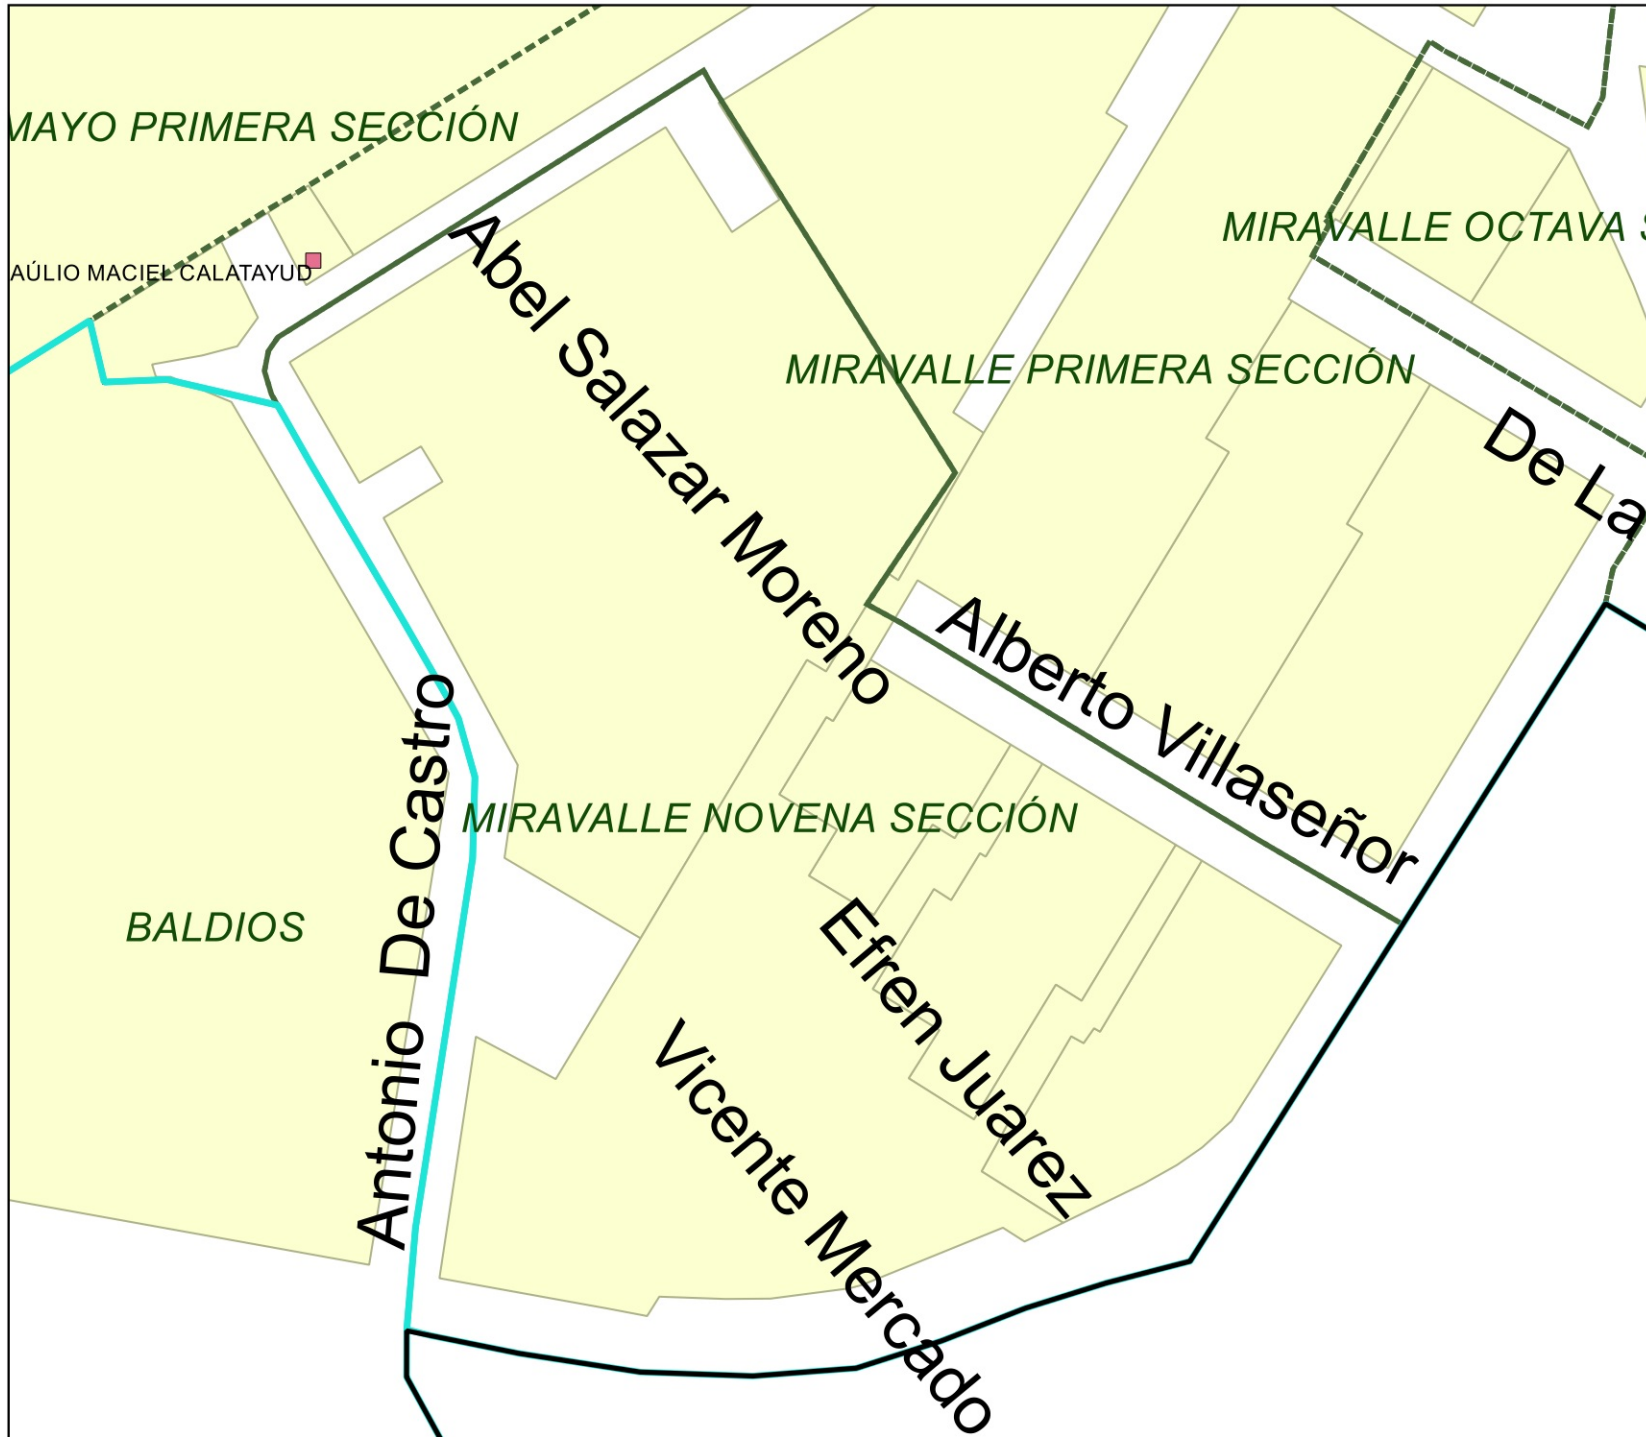 MAYO PRIMERA SECCIÓN
MIRAVALLE OCTAVA
AÚLIO MACIEL CALATAYUD
Abel Salazar Moreno
MIRAVALLE PRIMERA SECCIÓN
De La
Alberto Villaseñor
Antonio De Castro
MIRAVALLE NOVENA SECCIÓN
BALDIOS
Efren Juarez
Vicente Mercado